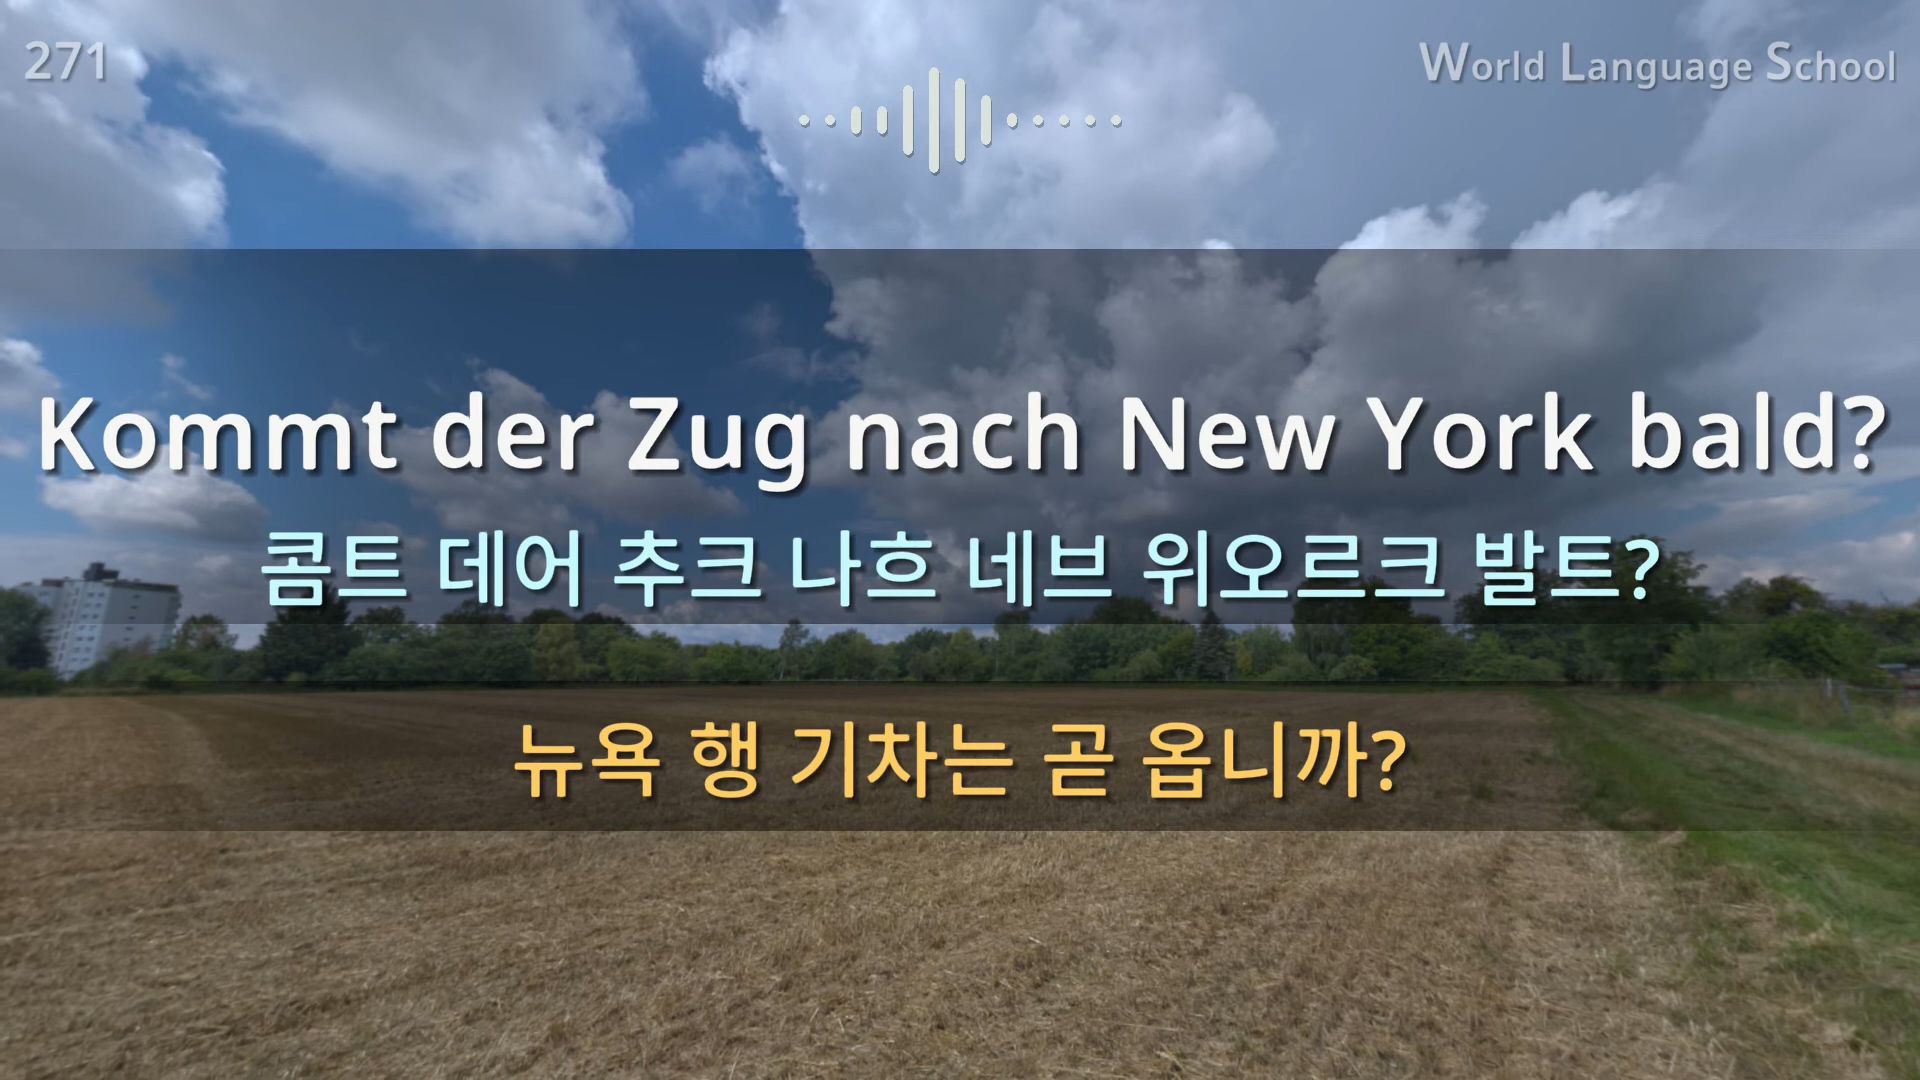 271
World Language School
Kommt der Zug nach New York bald?
콤트 데어 추크 나흐 네브 위오르크 발트?
뉴욕 행 기차는 곧 옵니까?